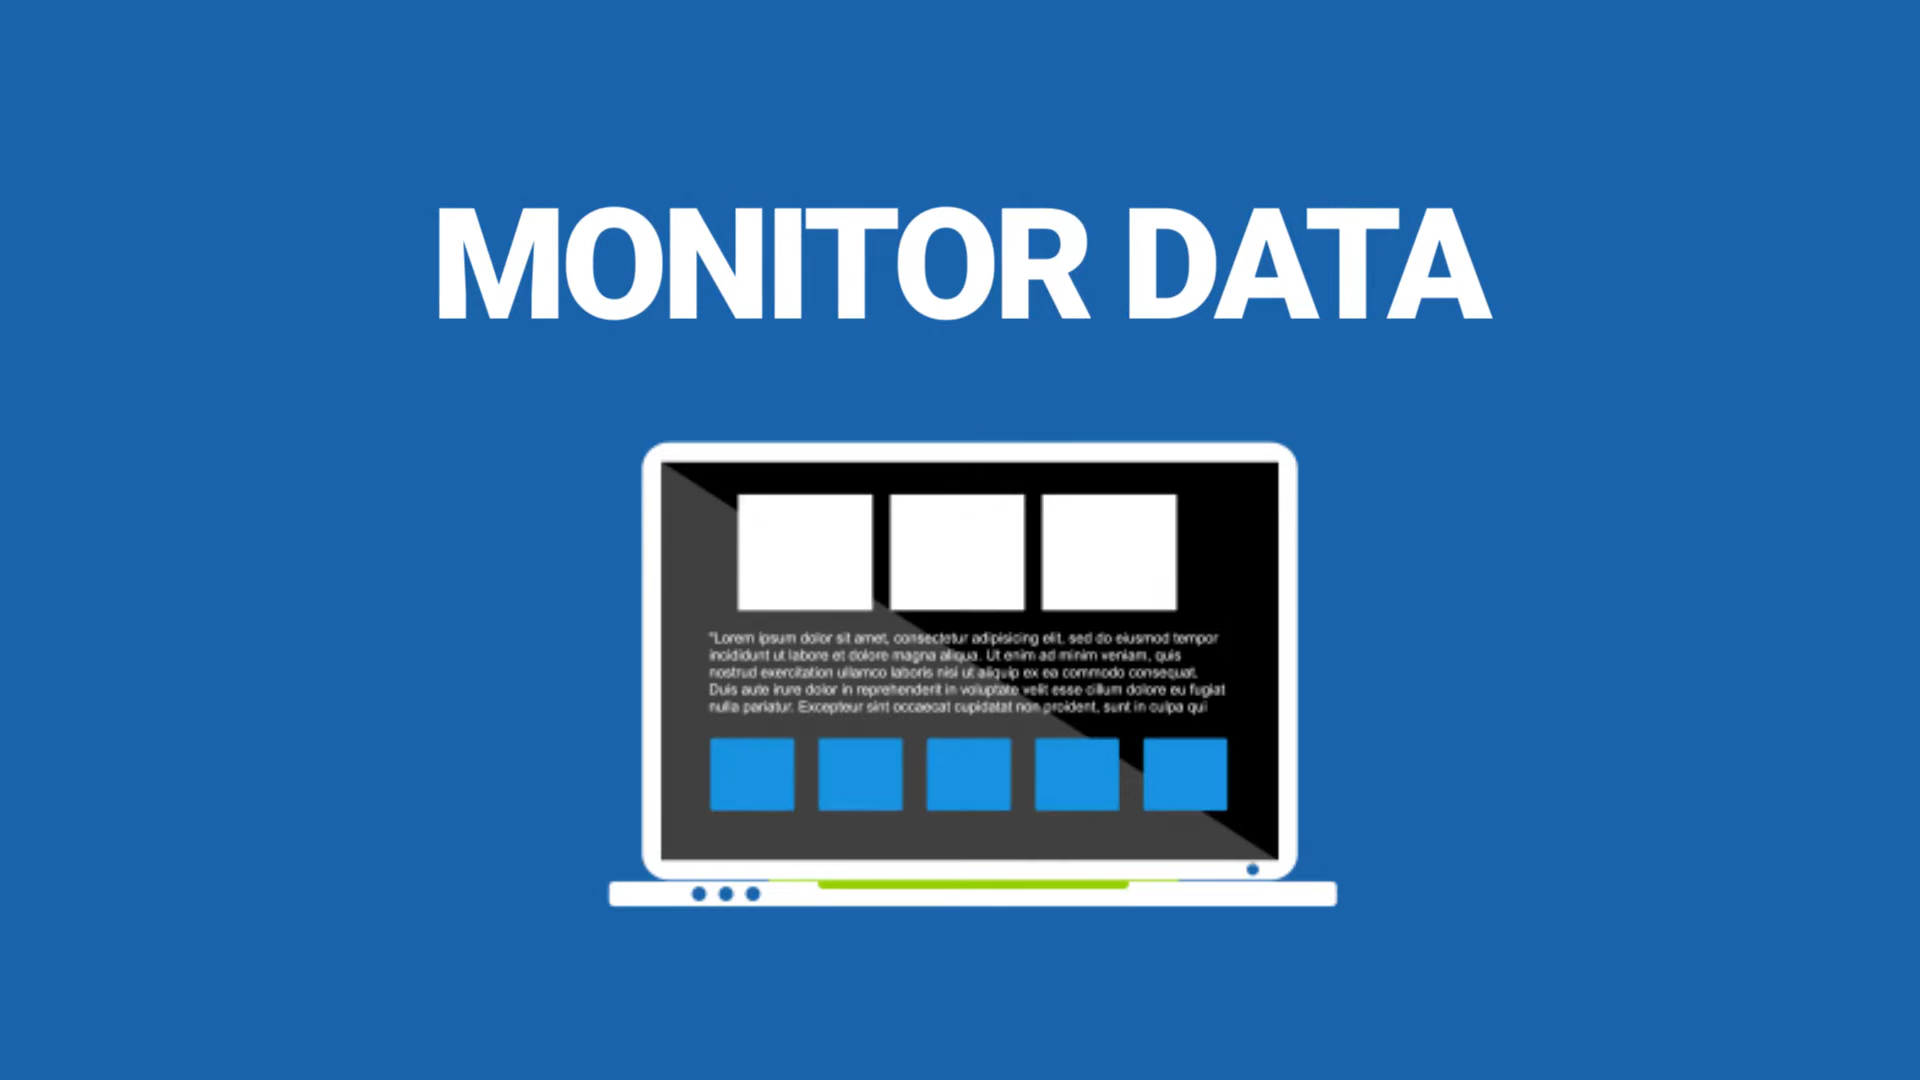 MONITOR DATA
"Lorem ipsum dolor sit amet, consectetur adipisicing elit, sed do eiusmod tempor
incididunt ut labore et dolore magna aliqua. Ut enim ad minim veniam, quis
nostrud exercitation ullamco laboris nisi ut aliquip ex ea commodo consequat.
Duis aute irure dolor in reprehenderit in voluptate velit esse cillum dolore eu fugiat
nulla pariatur. Excepteur sint occaecat cupidatat non proident, sunt in culpa qui